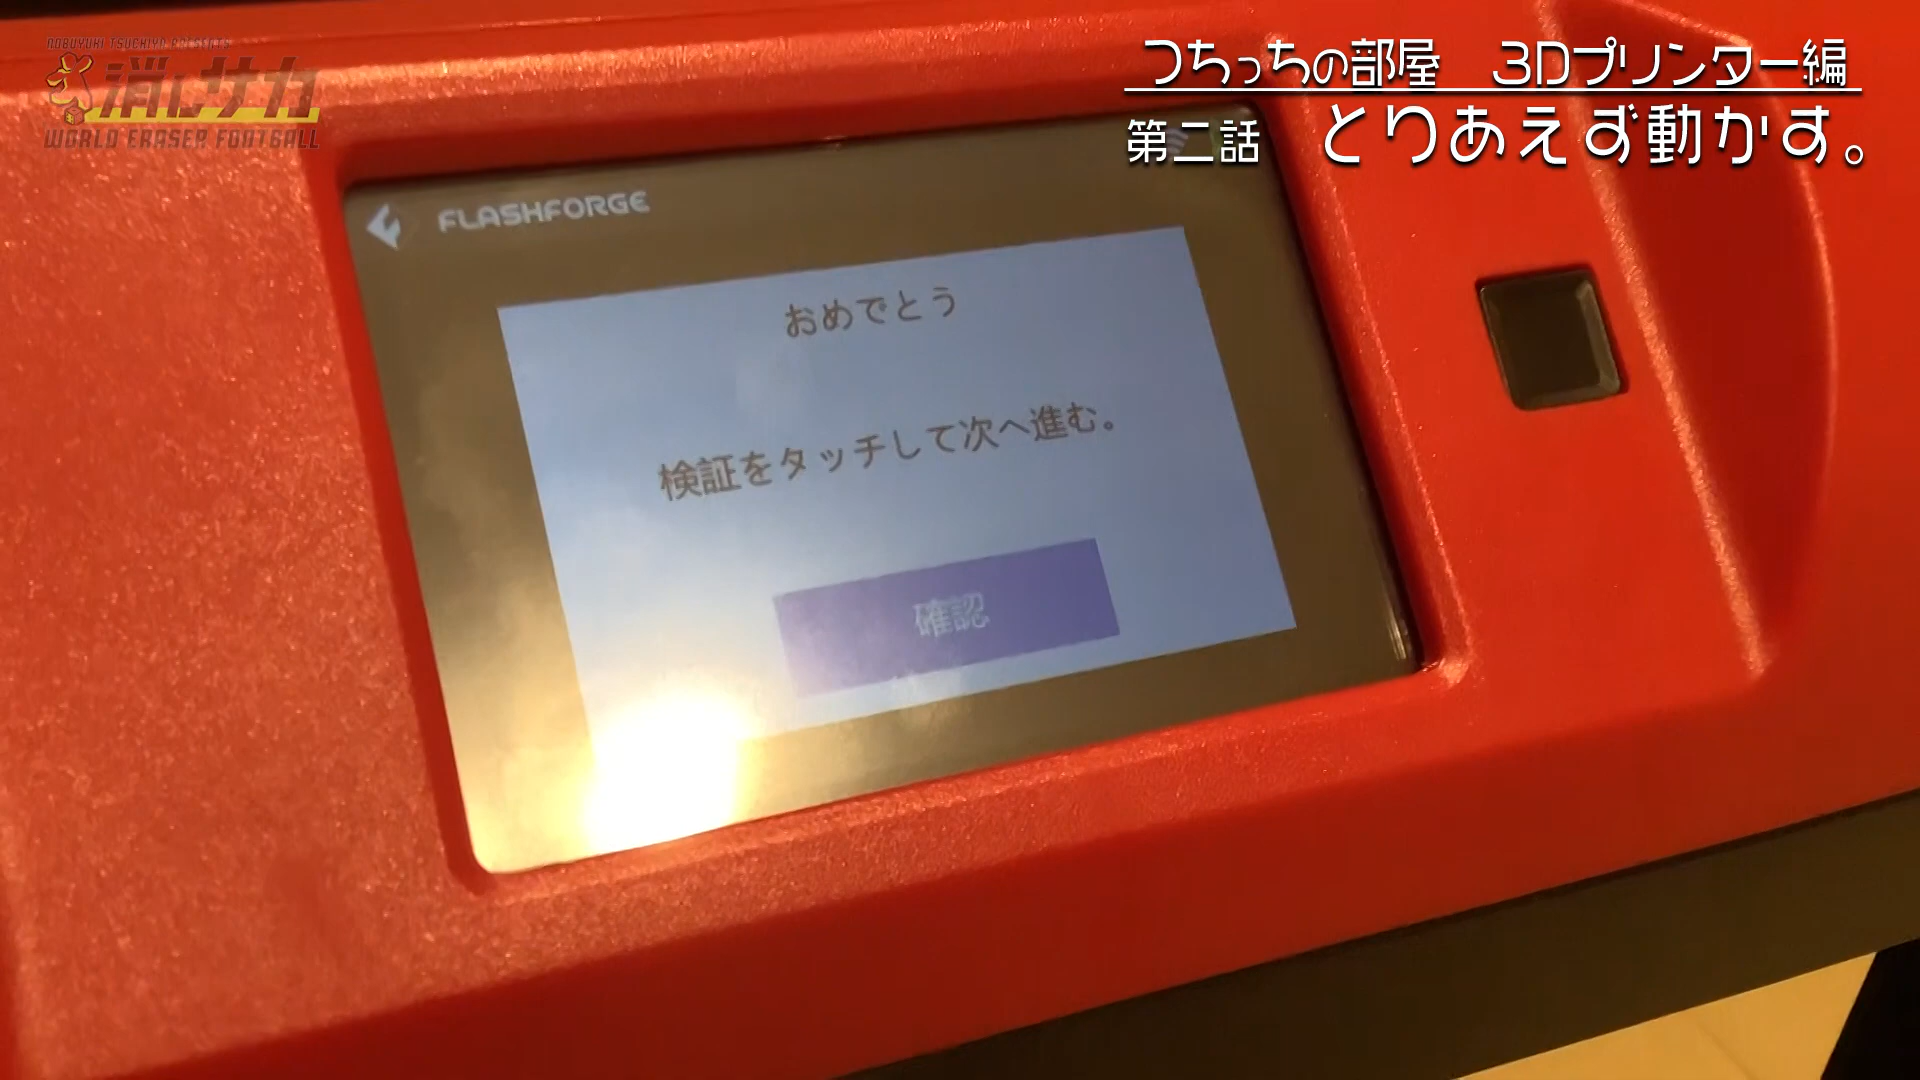 NOBUYUKI TSUCHIYA PRESENTS
消しサカ
WORLD ERASER FOOTBALL
つちっちの部屋　3Dプリンター編
第二話　とりあえず動かす。
FLASHFORGE
おめでとう
検証をタッチして次へ進む。
確認